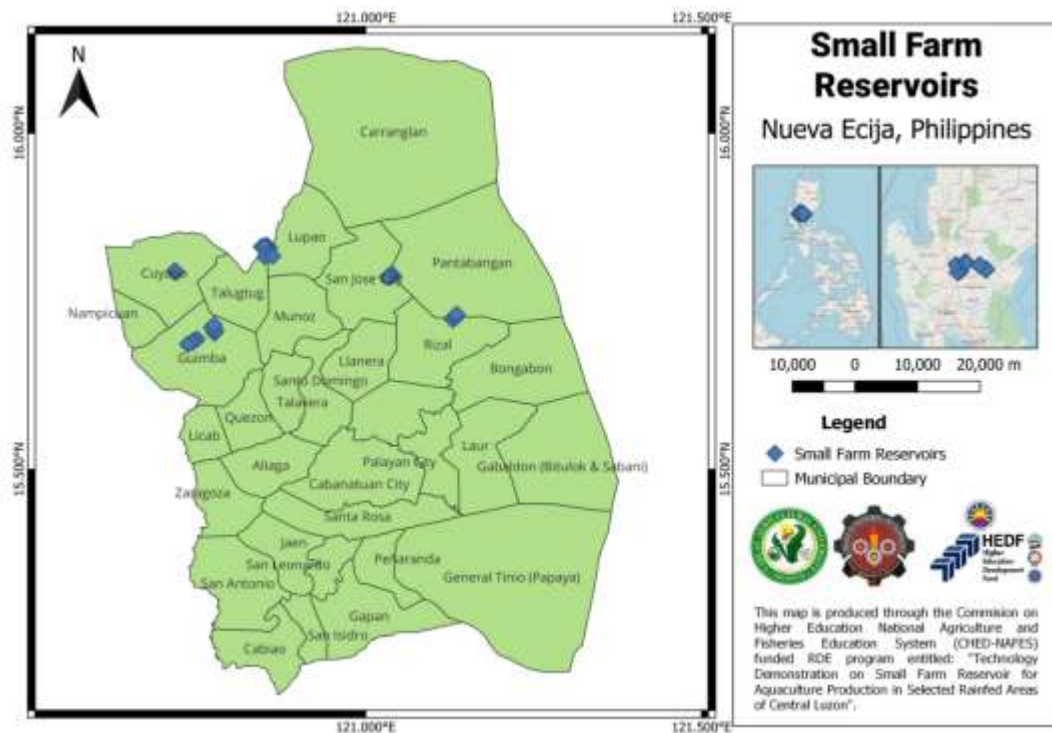 121.000°E
121.500°E
N
16.000°N
16.000°N
Carranglan
Lupao
Cuyapo
San Jose
Pantabangan
Talugtug
Nampicuan
Munoz
Rizal
Guimba
Llanera
Bongabon
Santo Domingo
Talavera
Quezon
Licab
Laur
Aliaga
Palayan City
Gabaldon (Bitulok & Sabani)
15.500°N
15.500°N
Cabanatuan City
Zaragoza
Santa Rosa
Jaen
Peñaranda
San Leonardo
General Tinio (Papaya)
San Antonio
Gapan
San Isidro
Cabiao
121.000°E
121.500°E
Small Farm
Reservoirs
Nueva Ecija, Philippines
10,000 0 10,000 20,000 m
Legend
Small Farm Reservoirs
Municipal Boundary
HEDF
Higher
Education
Development
Fund
This map is produced through the Commision on
Higher Education National Agriculture and
Fisheries Education System (CHED-NAFES)
funded RDE program entitled: "Technology
Demonstration on Small Farm Reservoir for
Aquaculture Production in Selected Rainfed Areas
of Central Luzon".